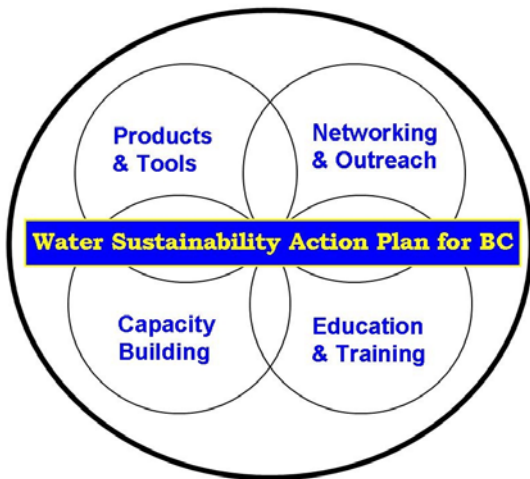 Products
& Tools
Networking
& Outreach
Water Sustainability Action Plan for BC
Capacity
Building
Education
& Training